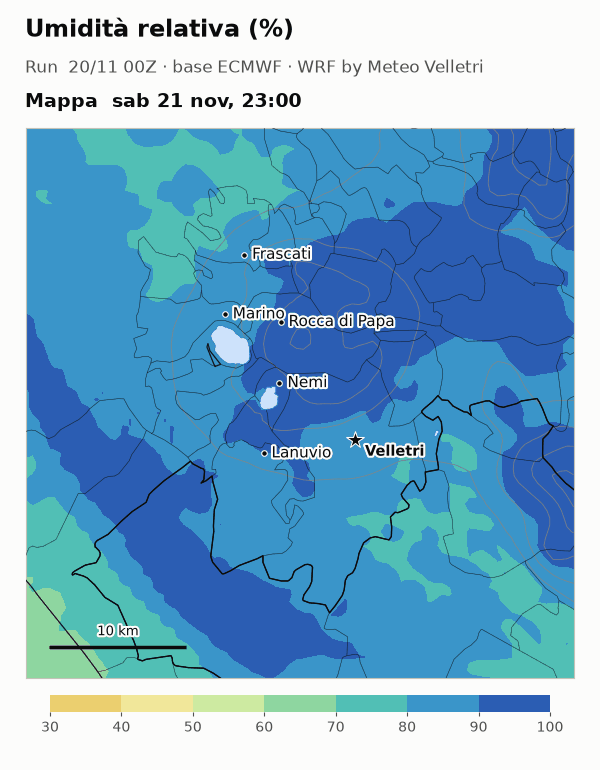 Umidità relativa (%)
Run  20/11 00Z · base ECMWF · WRF by Meteo Velletri
Mappa  sab 21 nov, 23:00
Frascati
Marino
Rocca di Papa
Nemi
Velletri
Lanuvio
10 km
30 40 50 60 70 80 90 100